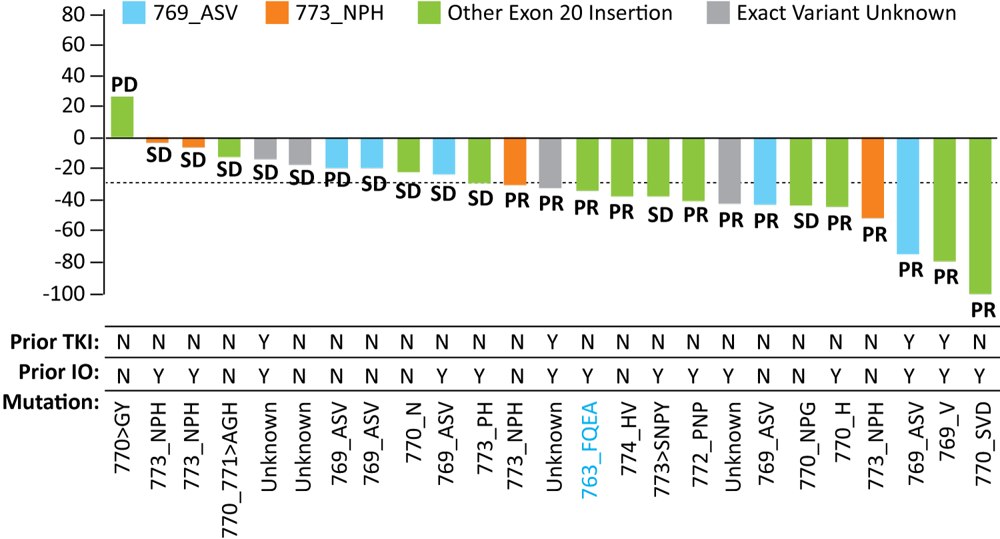 769_ASV 773_NPH Other Exon 20 Insertion Exact Variant Unknown
80
60
40
20
0
-20
-40
-60
-80
-100
PD SD SD SD SD SD PD SD SD SD SD PR PR PR PR SD PR PR PR SD PR PR PR PR PR
Prior TKI: N N N N Y N N N N N N N Y N N N N N N N N N Y Y N
Prior IO: N Y Y N Y N N N N Y Y N Y Y N Y Y Y N N Y N Y Y Y
Mutation: 770>GY 773_NPH 773_NPH 770_771>AGH Unknown Unknown 769_ASV 769_ASV 770_N 769_ASV 773_PH 773_NPH Unknown 763_FQEA 774_HV 773>SNPY 772_PNP Unknown 769_ASV 770_NPG 770_H 773_NPH 769_ASV 769_V 770_SVD